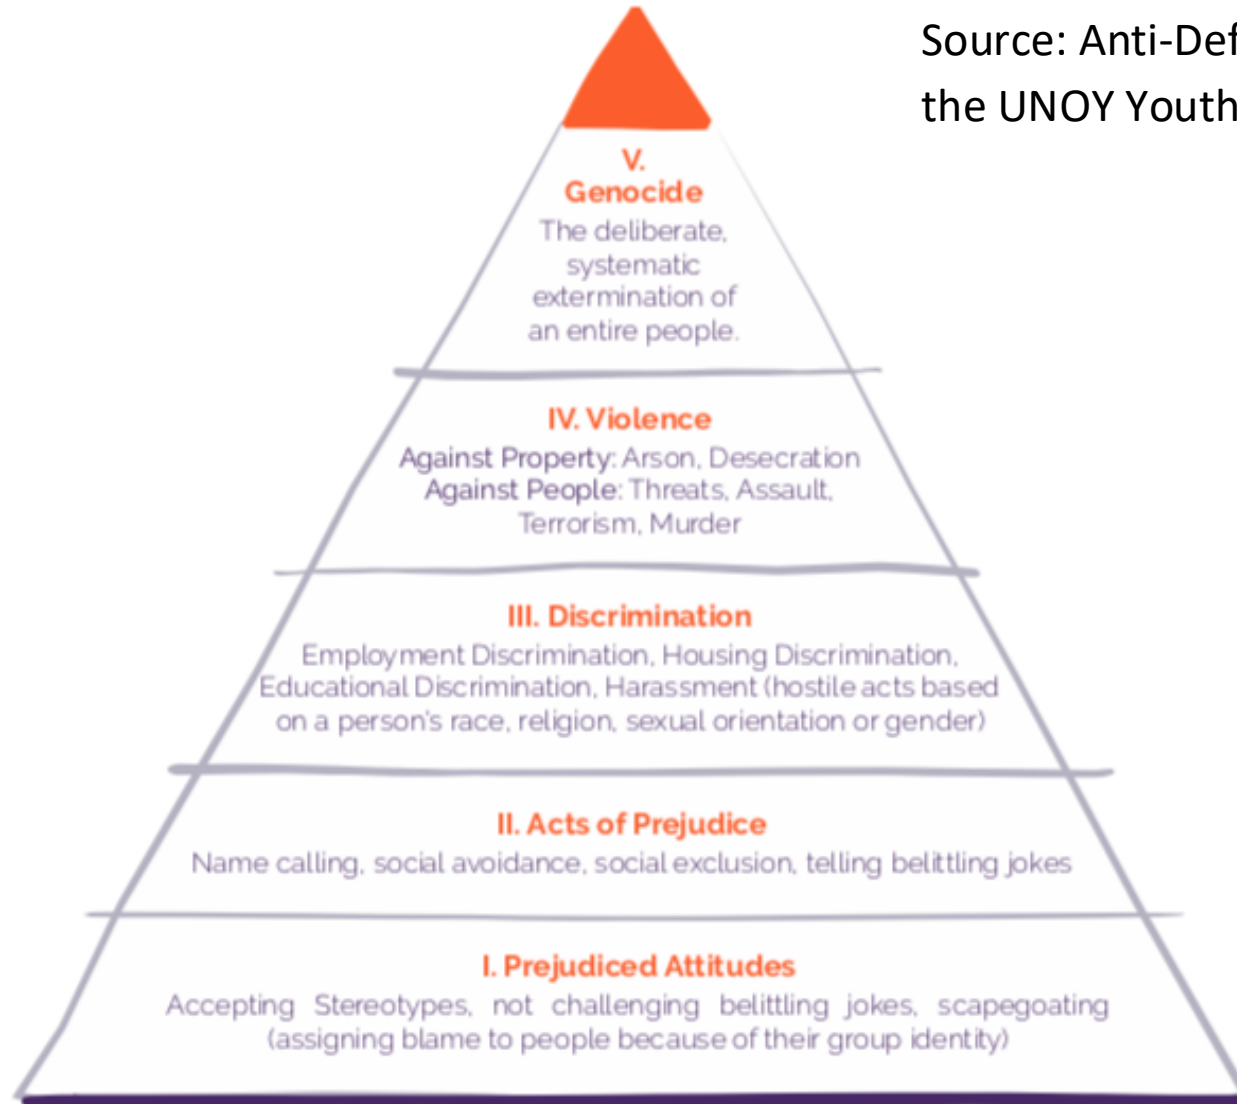 Source: Anti-Def
the UNOY Youth
V.
Genocide
The deliberate,
systematic
extermination of
an entire people.
IV. Violence
Against Property: Arson, Desecration
Against People: Threats, Assault,
Terrorism, Murder
III. Discrimination
Employment Discrimination, Housing Discrimination,
Educational Discrimination, Harassment (hostile acts based
on a person's race, religion, sexual orientation or gender)
II. Acts of Prejudice
Name calling, social avoidance, social exclusion, telling belittling jokes
I. Prejudiced Attitudes
Accepting Stereotypes, not challenging belittling jokes, scapegoating
(assigning blame to people because of their group identity)